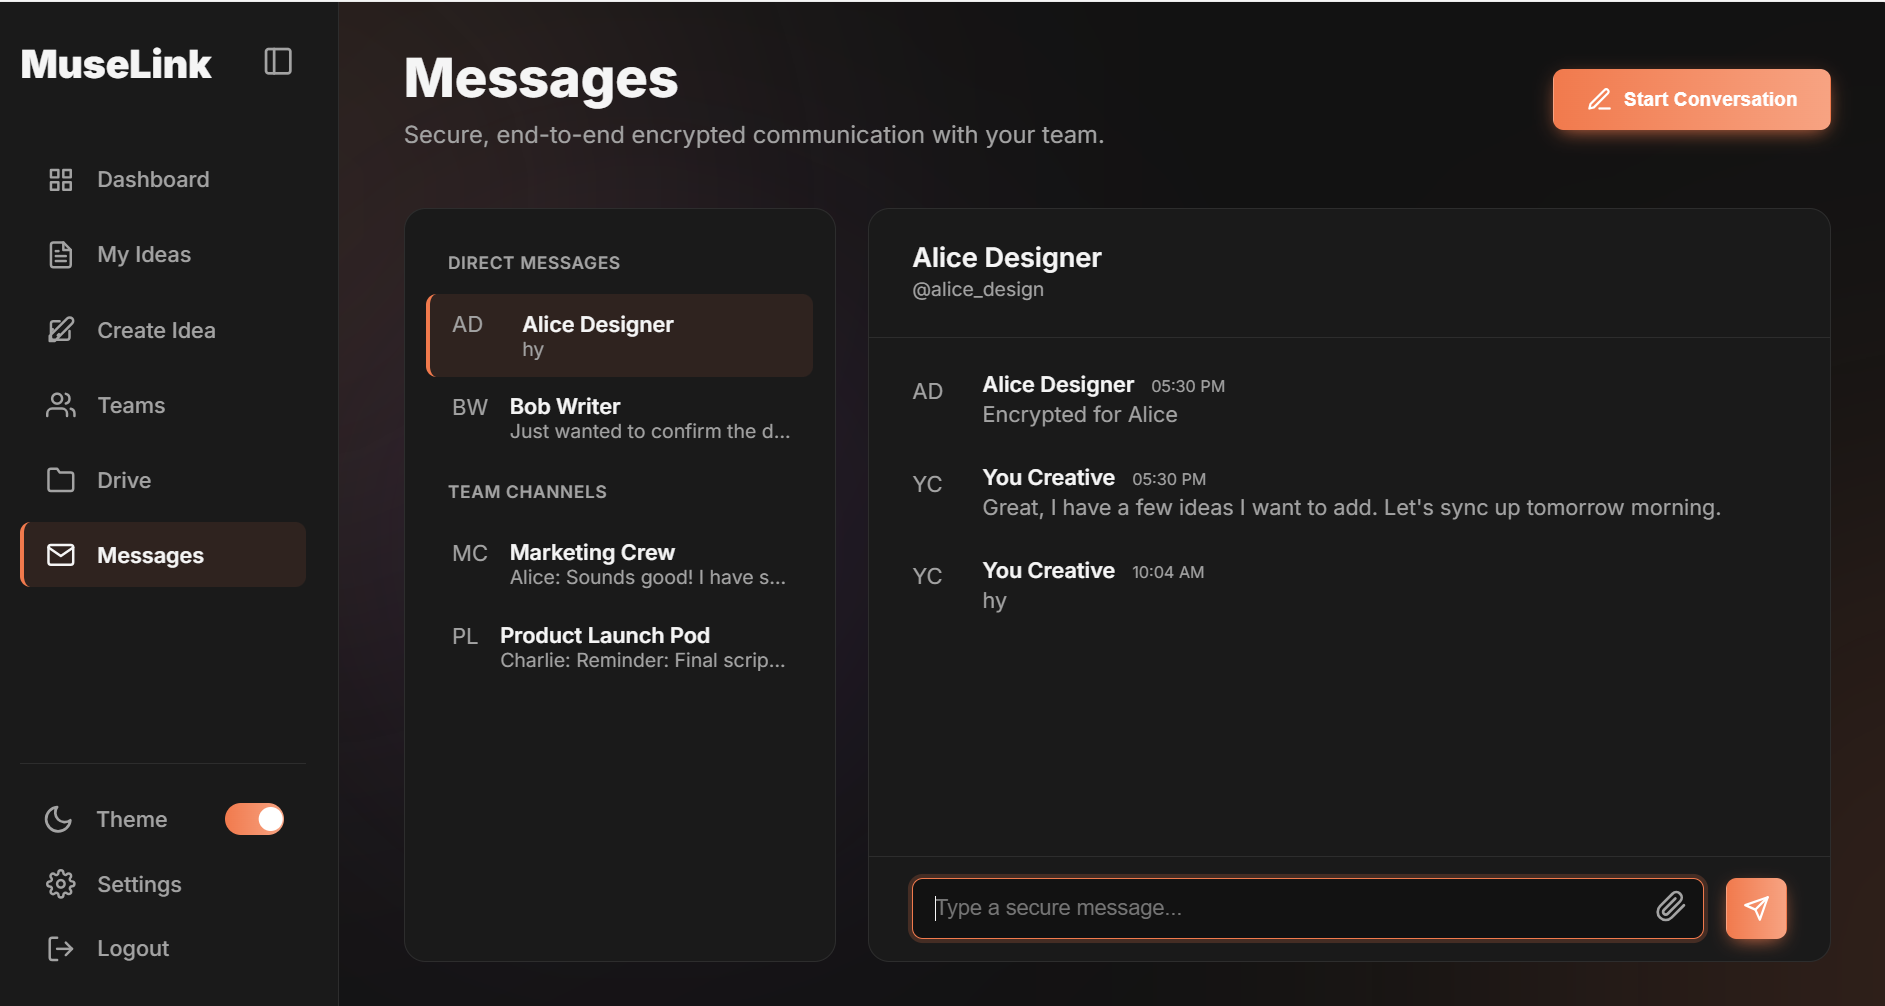 MuseLink
Dashboard
My Ideas
Create Idea
Teams
Drive
Messages
Theme
Settings
Logout
Messages
Secure, end-to-end encrypted communication with your team.
Start Conversation
DIRECT MESSAGES
AD Alice Designer
hy
BW Bob Writer
Just wanted to confirm the d...
TEAM CHANNELS
MC Marketing Crew
Alice: Sounds good! I have s...
PL Product Launch Pod
Charlie: Reminder: Final scrip...
Alice Designer
@alice_design
AD Alice Designer 05:30 PM
Encrypted for Alice
YC You Creative 05:30 PM
Great, I have a few ideas I want to add. Let's sync up tomorrow morning.
YC You Creative 10:04 AM
hy
Type a secure message...